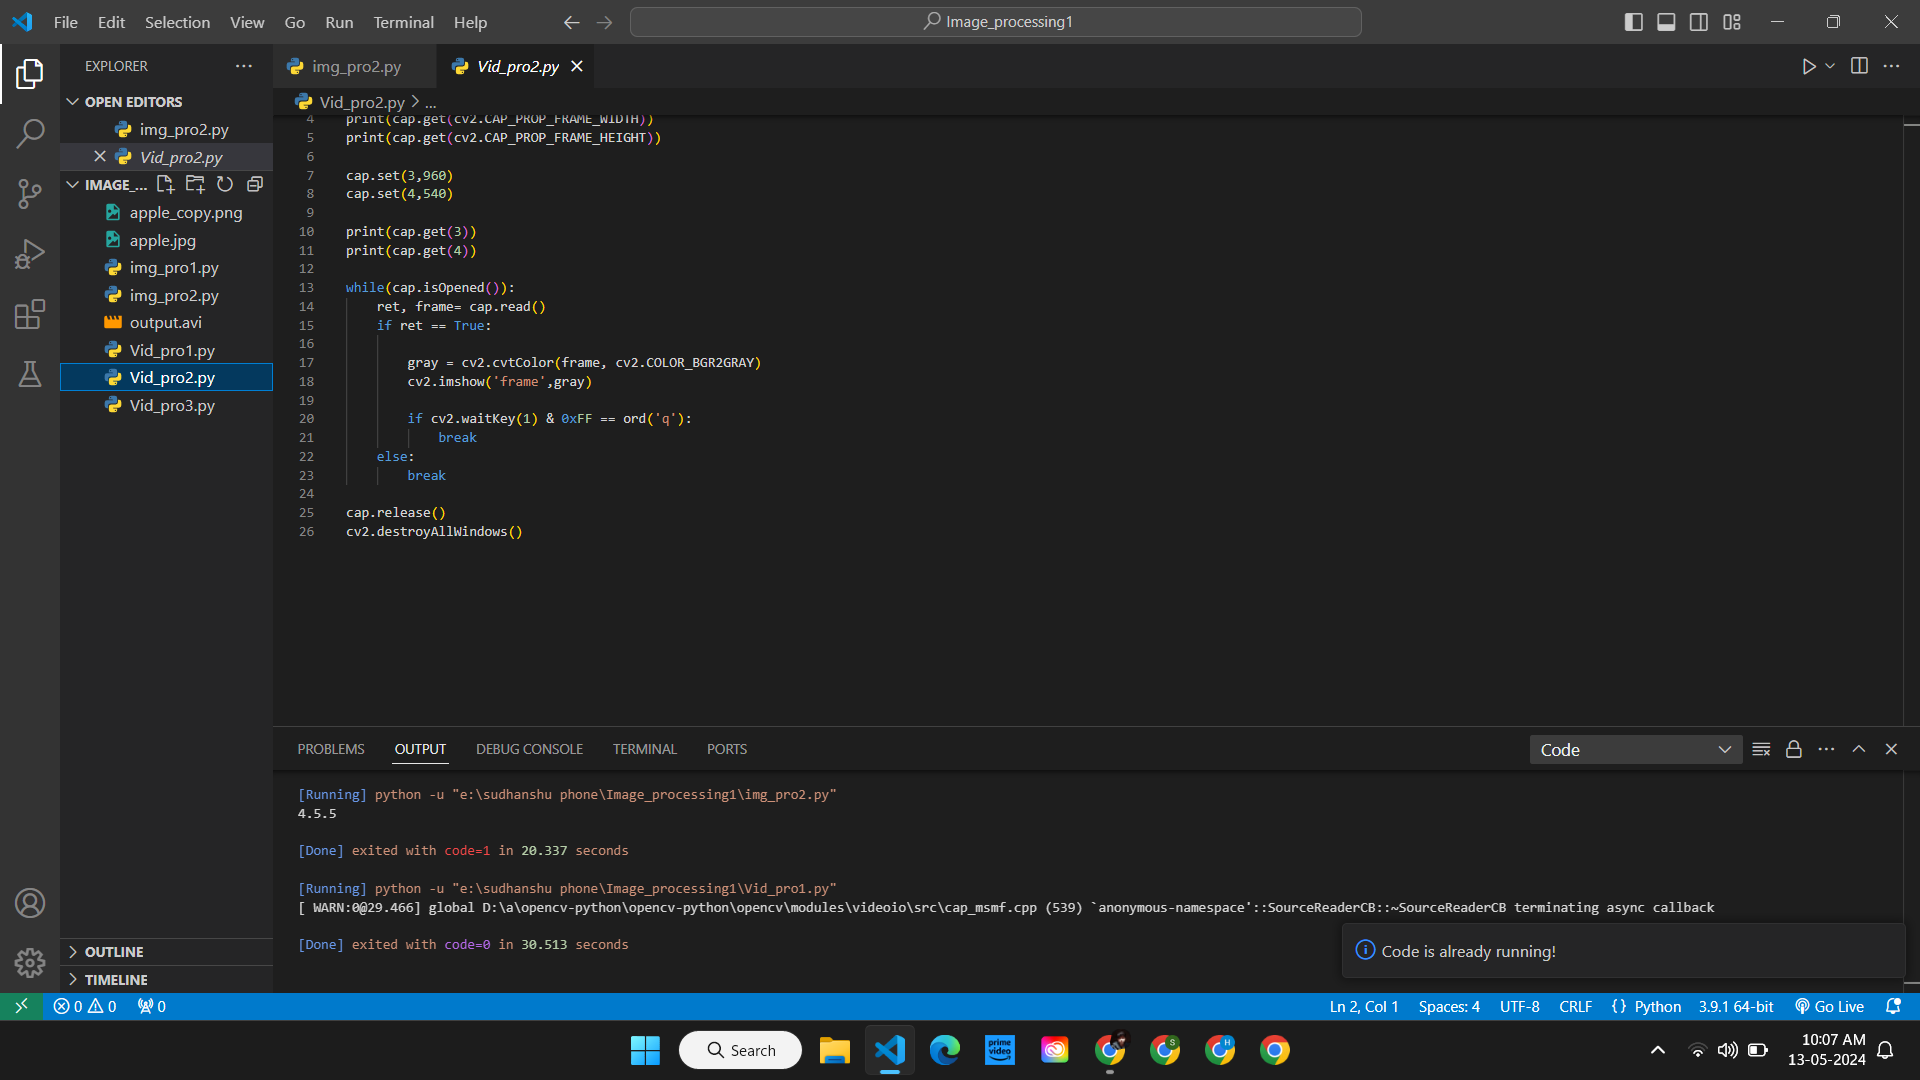 File Edit Selection View Go Run Terminal Help
Image_processing1
EXPLORER
OPEN EDITORS
img_pro2.py
Vid_pro2.py
IMAGE_...
apple_copy.png
apple.jpg
img_pro1.py
img_pro2.py
output.avi
Vid_pro1.py
Vid_pro2.py
Vid_pro3.py
OUTLINE
TIMELINE
img_pro2.py
Vid_pro2.py
Vid_pro2.py > ...
4 print(cap.get(cv2.CAP_PROP_FRAME_WIDTH))
5 print(cap.get(cv2.CAP_PROP_FRAME_HEIGHT))
6
7 cap.set(3,960)
8 cap.set(4,540)
9
10 print(cap.get(3))
11 print(cap.get(4))
12
13 while(cap.isOpened()):
14 ret, frame= cap.read()
15 if ret == True:
16
17 gray = cv2.cvtColor(frame, cv2.COLOR_BGR2GRAY)
18 cv2.imshow('frame',gray)
19
20 if cv2.waitKey(1) & 0xFF == ord('q'):
21 break
22 else:
23 break
24
25 cap.release()
26 cv2.destroyAllWindows()
PROBLEMS OUTPUT DEBUG CONSOLE TERMINAL PORTS
Code
[Running] python -u "e:\sudhanshu phone\Image_processing1\img_pro2.py"
4.5.5
[Done] exited with code=1 in 20.337 seconds
[Running] python -u "e:\sudhanshu phone\Image_processing1\Vid_pro1.py"
[ WARN:0@29.466] global D:\a\opencv-python\opencv-python\opencv\modules\videoio\src\cap_msmf.cpp (539) `anonymous-namespace'::SourceReaderCB::~SourceReaderCB terminating async callback
[Done] exited with code=0 in 30.513 seconds
Code is already running!
0 0 0
Ln 2, Col 1 Spaces: 4 UTF-8 CRLF {} Python 3.9.1 64-bit Go Live
Search
prime video
S
H
10:07 AM
13-05-2024